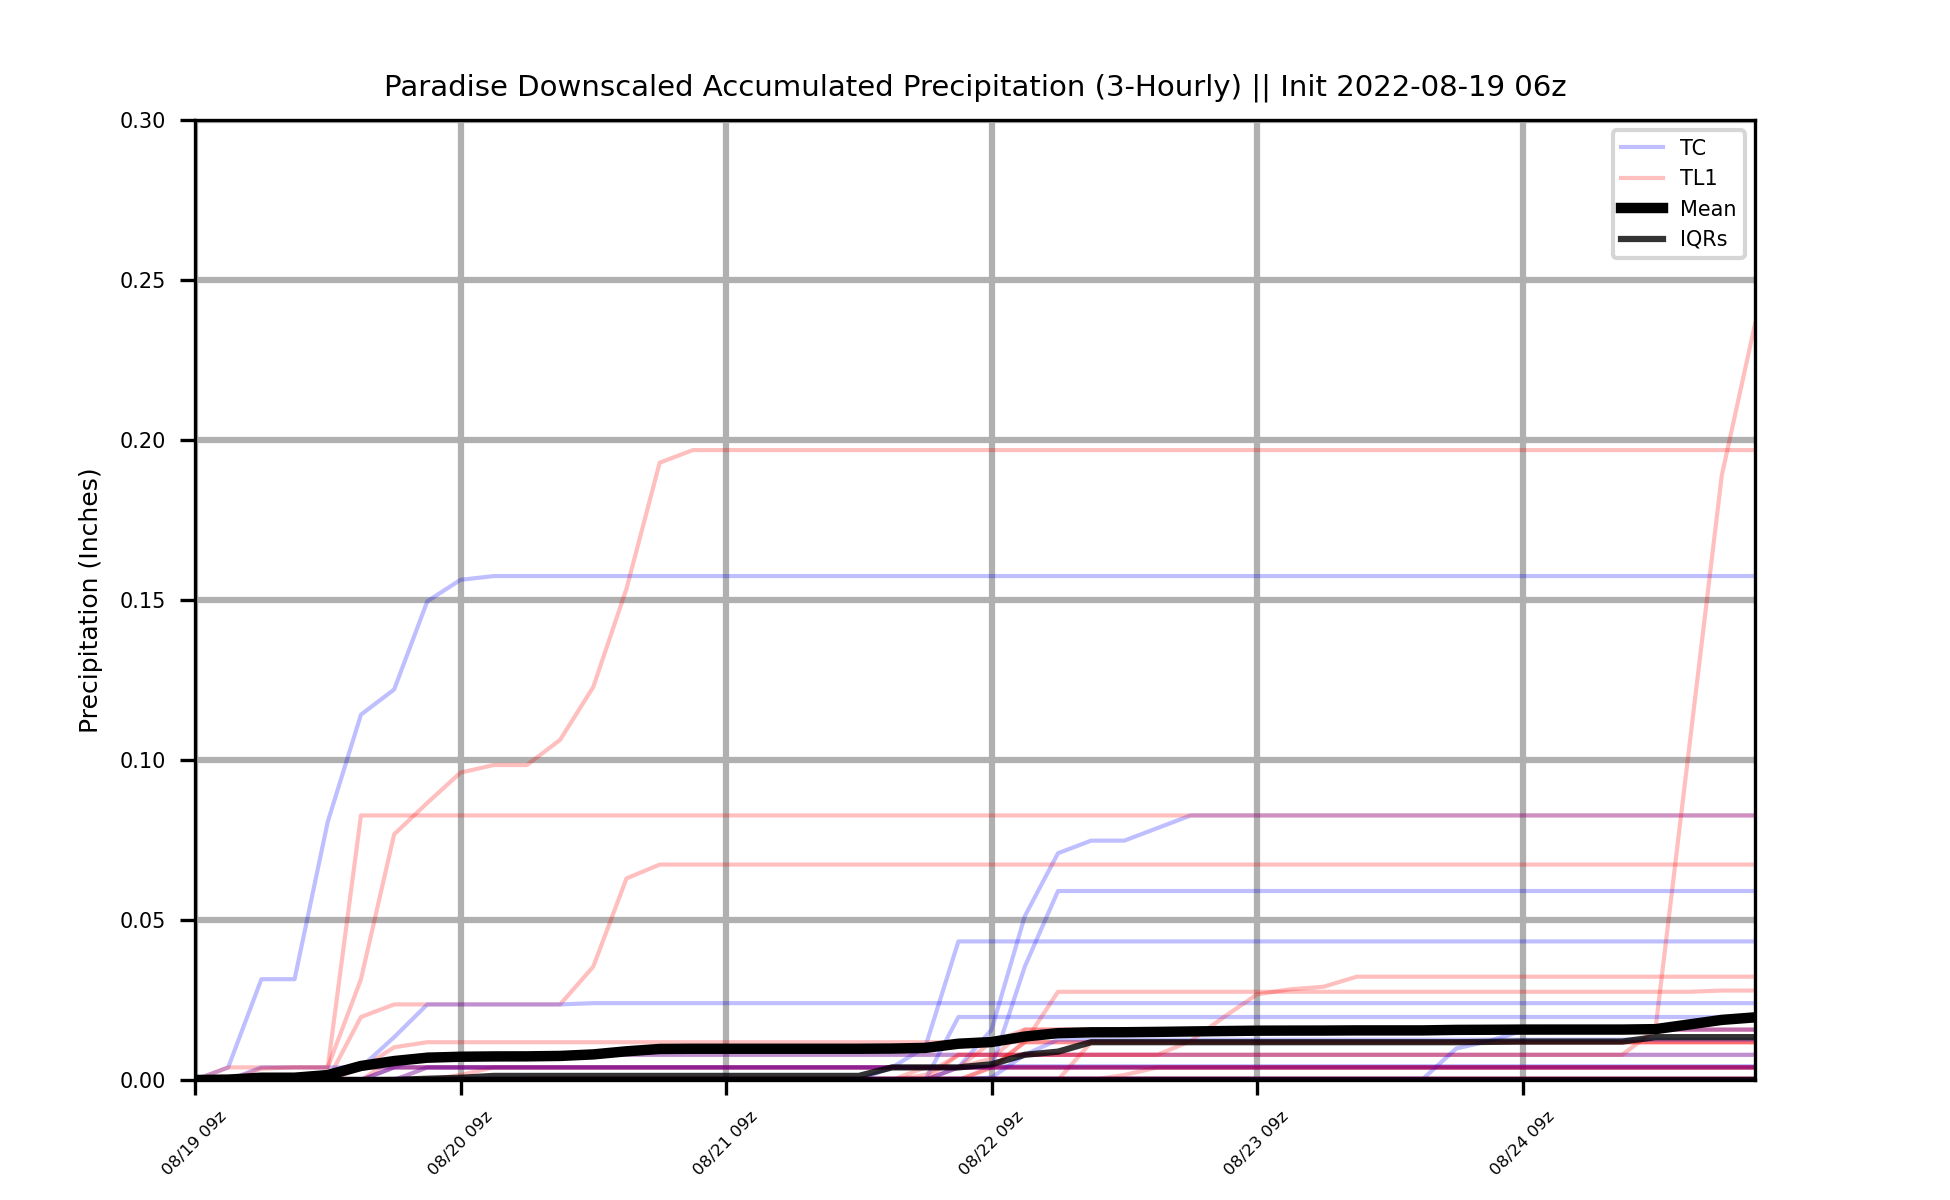 Paradise Downscaled Accumulated Precipitation (3-Hourly) || Init 2022-08-19 06z
TC
TL1
Mean
IQRs
Precipitation (Inches)
0.30
0.25
0.20
0.15
0.10
0.05
0.00
08/19 09z
08/20 09z
08/21 09z
08/22 09z
08/23 09z
08/24 09z